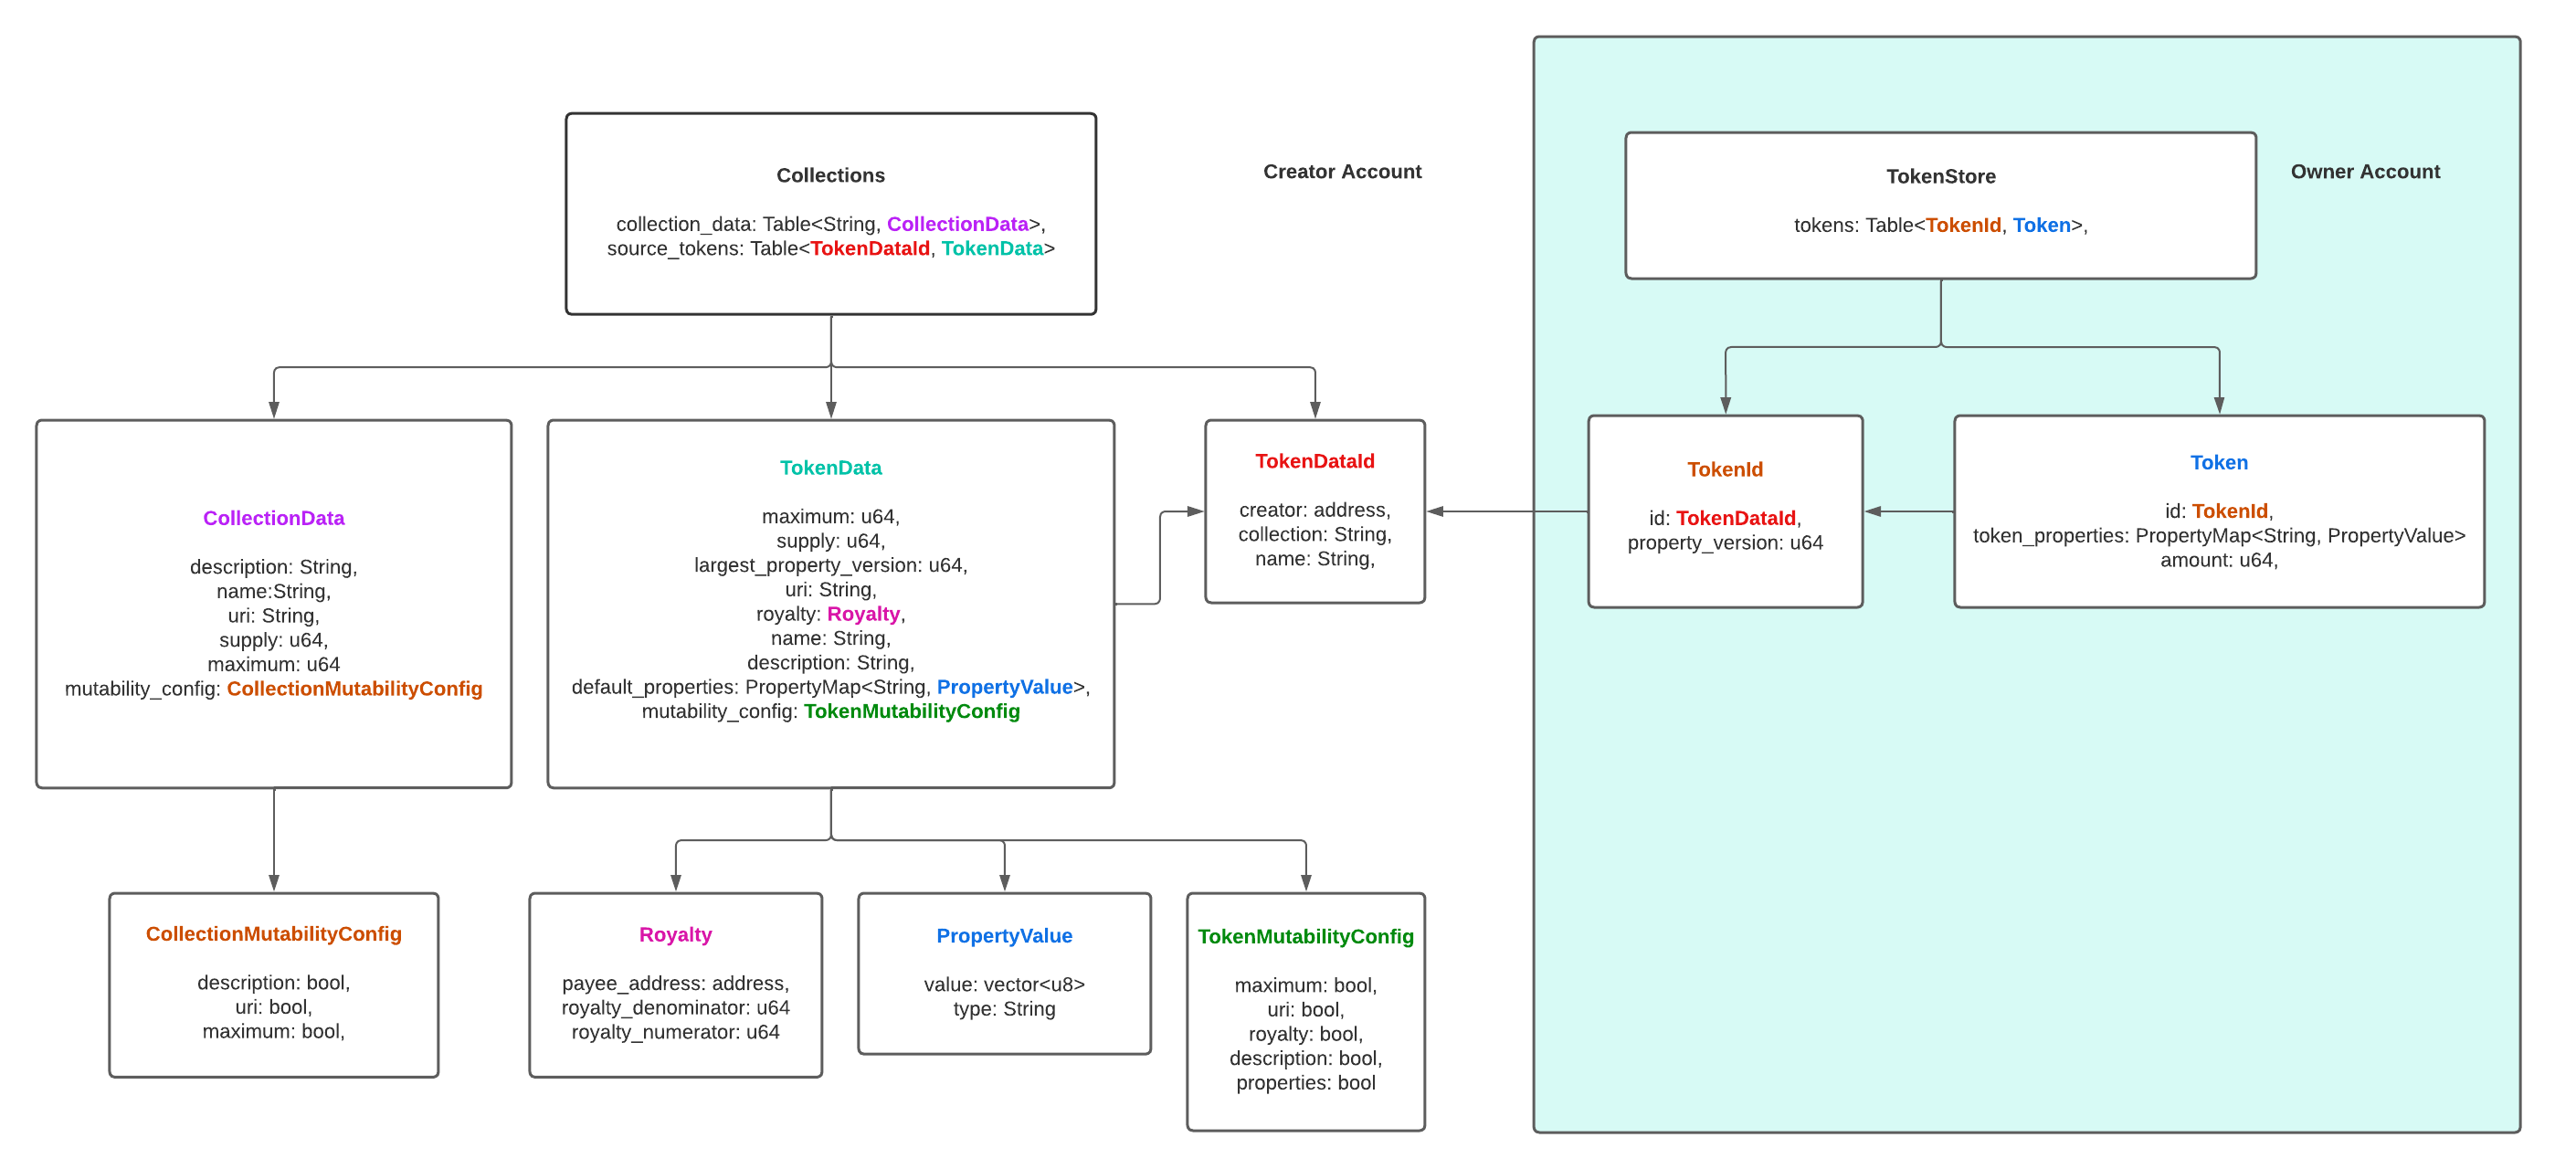 Collections
collection_data: Table<String, CollectionData>,
source_tokens: Table<TokenDataId, TokenData>
Creator Account
TokenStore
tokens: Table<TokenId, Token>,
Owner Account
CollectionData
description: String,
name:String,
uri: String,
supply: u64,
maximum: u64
mutability_config: CollectionMutabilityConfig
TokenData
maximum: u64,
supply: u64,
largest_property_version: u64,
uri: String,
royalty: Royalty,
name: String,
description: String,
default_properties: PropertyMap<String, PropertyValue>,
mutability_config: TokenMutabilityConfig
TokenDataId
creator: address,
collection: String,
name: String,
TokenId
id: TokenDataId,
property_version: u64
Token
id: TokenId,
token_properties: PropertyMap<String, PropertyValue>
amount: u64,
CollectionMutabilityConfig
description: bool,
uri: bool,
maximum: bool,
Royalty
payee_address: address,
royalty_denominator: u64
royalty_numerator: u64
PropertyValue
value: vector<u8>
type: String
TokenMutabilityConfig
maximum: bool,
uri: bool,
royalty: bool,
description: bool,
properties: bool